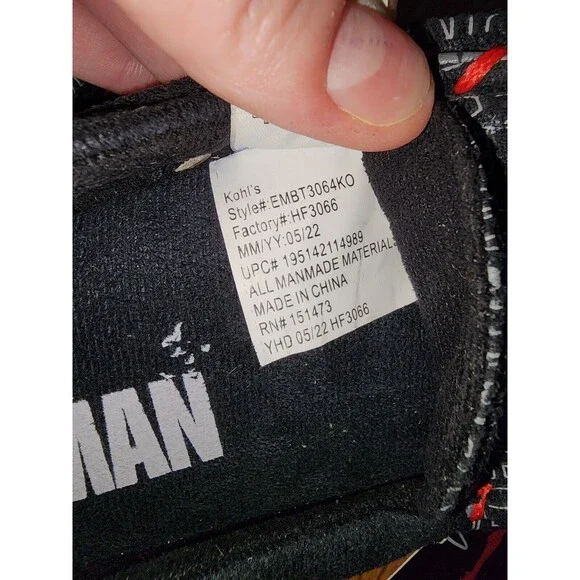 Kohl's
Style#:EMBT3064KO
Factory#:HF3066
MM/YY:05/22
UPC# 195142114989
ALL MANMADE MATERIAL
MADE IN CHINA
RN# 151473
YHD 05/22 HF3066
MAN